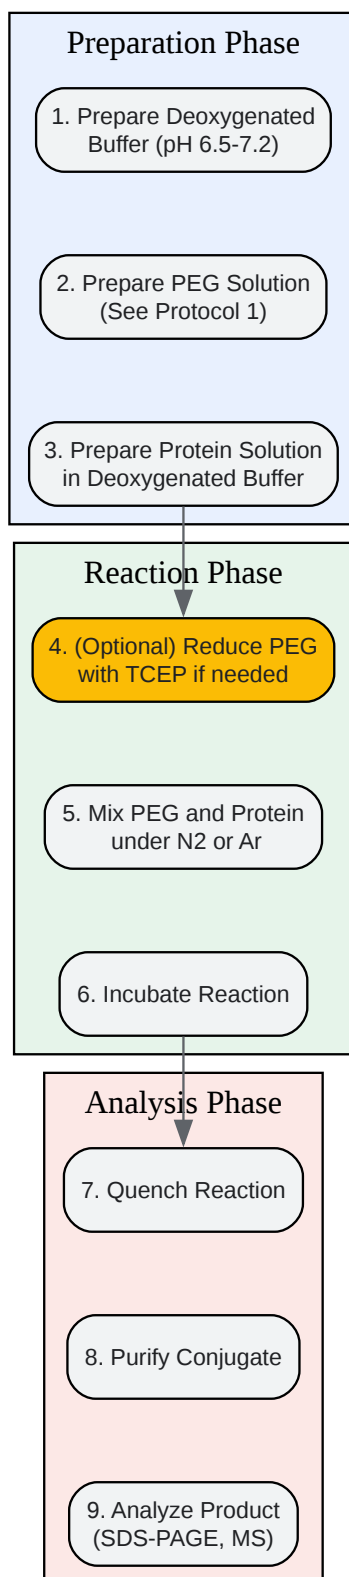 Preparation Phase
1. Prepare Deoxygenated
Buffer (pH 6.5-7.2)
2. Prepare PEG Solution
(See Protocol 1)
3. Prepare Protein Solution
in Deoxygenated Buffer
Reaction Phase
4. (Optional) Reduce PEG
with TCEP if needed
5. Mix PEG and Protein
under N2 or Ar
6. Incubate Reaction
Analysis Phase
7. Quench Reaction
8. Purify Conjugate
9. Analyze Product
(SDS-PAGE, MS)